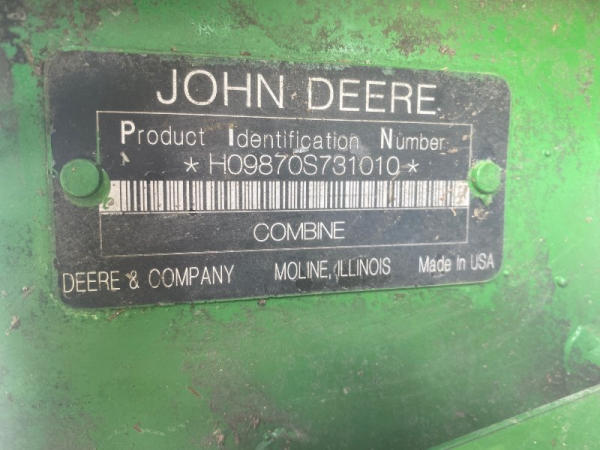 JOHN DEERE
Product Identification Number
*H09870S731010*
COMBINE
DEERE & COMPANY MOLINE, ILLINOIS Made in USA